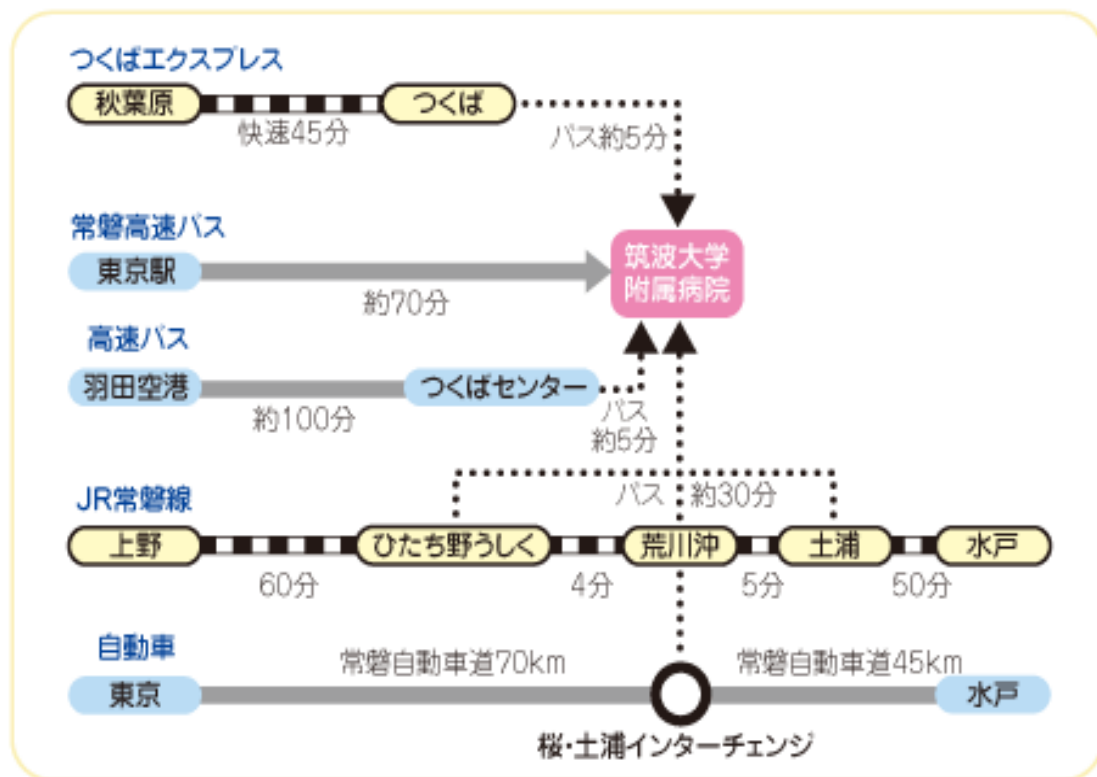 つくばエクスプレス
秋葉原 つくば
快速45分
バス約5分
常磐高速バス
東京駅
約70分
筑波大学
附属病院
高速バス
羽田空港 つくばセンター
約100分
バス
約5分
JR常磐線
バス 約30分
上野 ひたち野うしく 荒川沖 土浦 水戸
60分 4分 5分 50分
自動車
常磐自動車道70km 常磐自動車道45km
東京 水戸
桜・土浦インターチェンジ